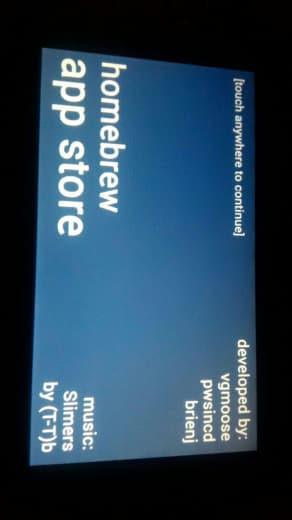 homebrew
app store
[touch anywhere to continue]
developed by:
vgmoose
pwsincd
brienj
music:
Slimers
by (T-T)b